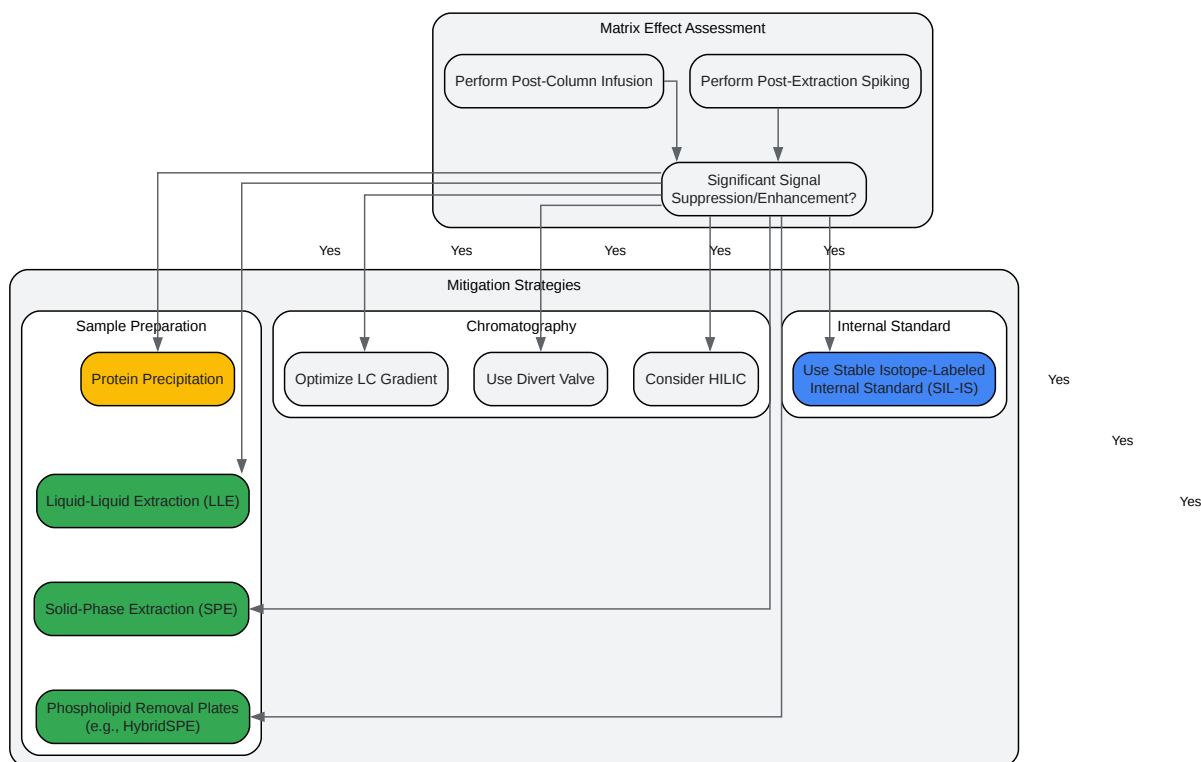 Matrix Effect Assessment
Perform Post-Column Infusion
Perform Post-Extraction Spiking
Significant Signal
Suppression/Enhancement?
Yes
Yes
Yes
Yes
Yes
Mitigation Strategies
Sample Preparation
Chromatography
Internal Standard
Protein Precipitation
Optimize LC Gradient
Use Divert Valve
Consider HILIC
Use Stable Isotope-Labeled
Internal Standard (SIL-IS)
Yes
Yes
Liquid-Liquid Extraction (LLE)
Yes
Solid-Phase Extraction (SPE)
Phospholipid Removal Plates
(e.g., HybridSPE)